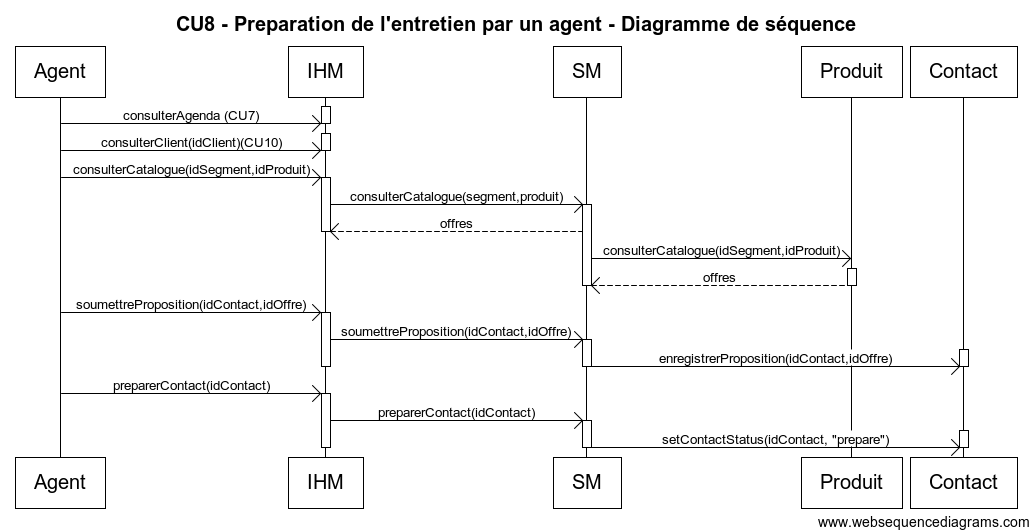 CU8 - Preparation de l'entretien par un agent - Diagramme de séquence
Agent
IHM
SM
Produit
Contact
consulterAgenda (CU7)
consulterClient(idClient)(CU10)
consulterCatalogue(idSegment,idProduit)
consulterCatalogue(segment,produit)
offres
consulterCatalogue(idSegment,idProduit)
offres
soumettreProposition(idContact,idOffre)
soumettreProposition(idContact,idOffre)
enregistrerProposition(idContact,idOffre)
preparerContact(idContact)
preparerContact(idContact)
setContactStatus(idContact, "prepare")
Agent
IHM
SM
Produit
Contact
www.websequencediagrams.com